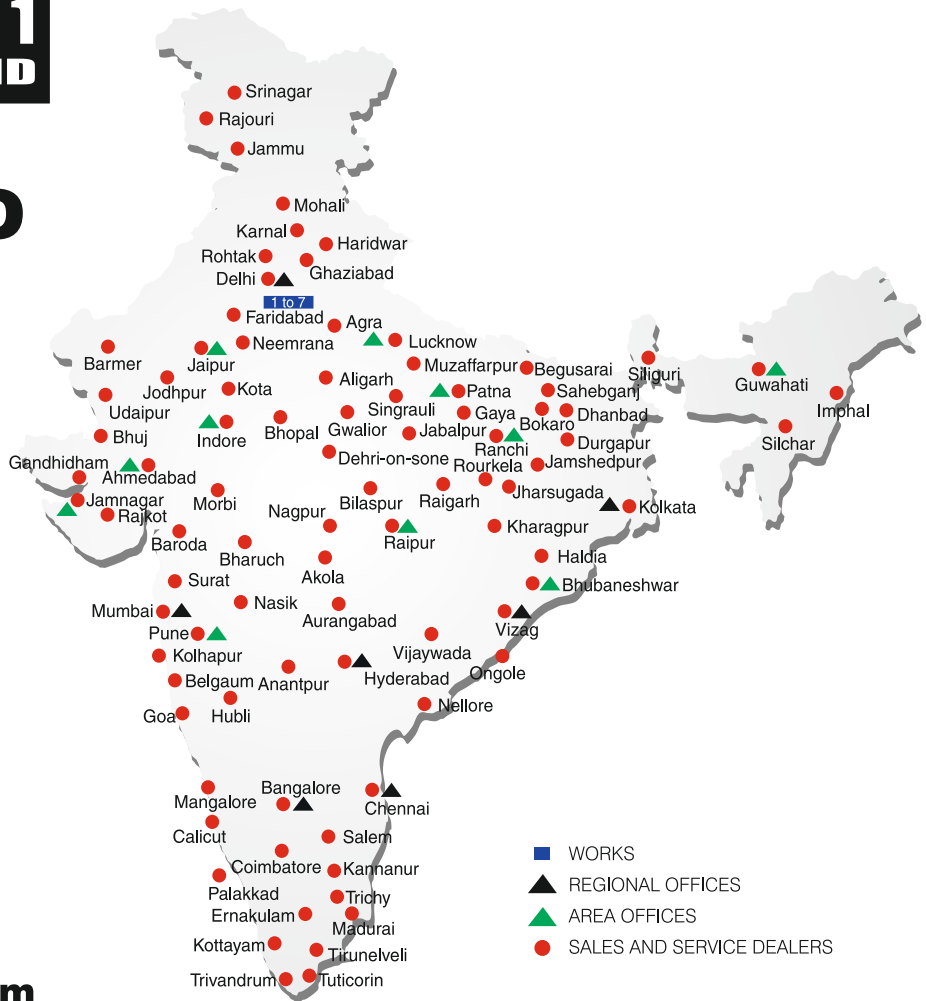 1
ID
Srinagar
Rajouri
Jammu
D
Mohali
Karnal
Haridwar
Rohtak
Ghaziabad
Delhi
1 to 7
Faridabad
Agra
Neemrana
Lucknow
Barmer
Jaipur
Muzaffarpur
Begusarai
Siliguri
Guwahati
Jodhpur
Kota
Aligarh
Patna
Sahebganj
Imphal
Udaipur
Singrauli
Gaya
Bokaro
Dhanbad
Indore
Bhopal
Gwalior
Jabalpur
Ranchi
Durgapur
Silchar
Bhuj
Dehri-on-sone
Rourkela
Jamshedpur
Gandhidham
Ahmedabad
Jamnagar
Morbi
Bilaspur
Raigarh
Jharsugada
Kolkata
Rajkot
Nagpur
Raipur
Kharagpur
Baroda
Bharuch
Akola
Haldia
Surat
Bhubaneshwar
Mumbai
Nasik
Aurangabad
Vizag
Pune
Vijaywada
Kolhapur
Ongole
Belgaum
Anantpur
Hyderabad
Goa
Hubli
Nellore
Mangalore
Bangalore
Chennai
Calicut
Salem
Coimbatore
Kannanur
Palakkad
Trichy
Ernakulam
Madurai
Kottayam
Tirunelveli
Trivandrum
Tuticorin
WORKS
REGIONAL OFFICES
AREA OFFICES
SALES AND SERVICE DEALERS
m